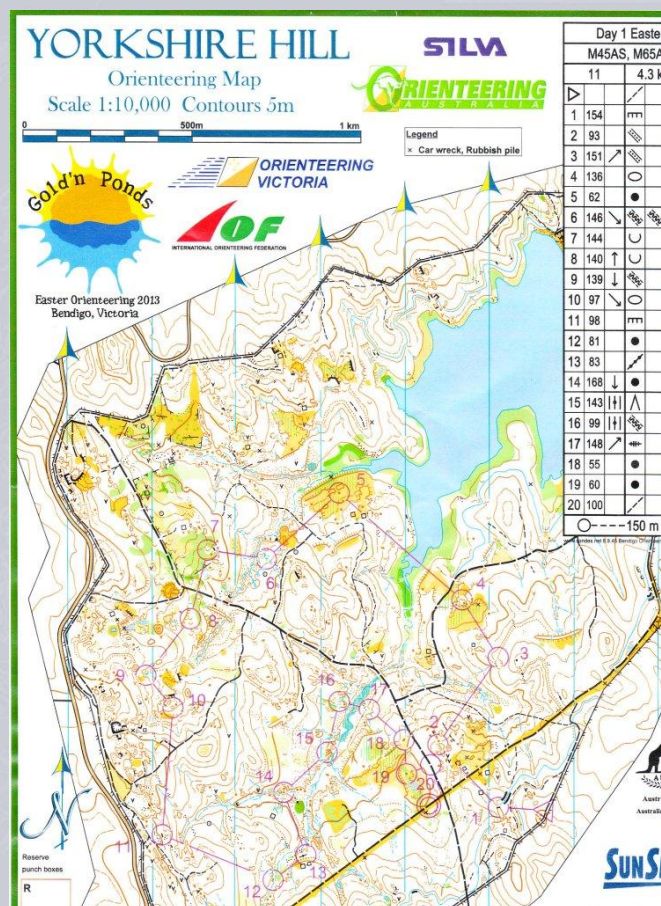 YORKSHIRE HILL
Orienteering Map
Scale 1:10,000 Contours 5m
0 500m 1 km
SILVA
ORIENTEERING
AUSTRALIA
Legend
× Car wreck, Rubbish pile
Gold'n Ponds
Easter Orienteering 2013
Bendigo, Victoria
ORIENTEERING
VICTORIA
IOF
INTERNATIONAL ORIENTEERING FEDERATION
Day 1 Easte
M45AS, M65A
11 4.3 k
1 154
2 93
3 151
4 136
5 62
6 146
7 144
8 140
9 139
10 97
11 98
12 81
13 83
14 168
15 143
16 99
17 148
18 55
19 60
20 100
150 m
5
7
6
4
8
3
9
10
16
17
2
15
18
19
20
14
1
11
13
12
N
Reserve
punch boxes
R
Austr
Austral
SUNS